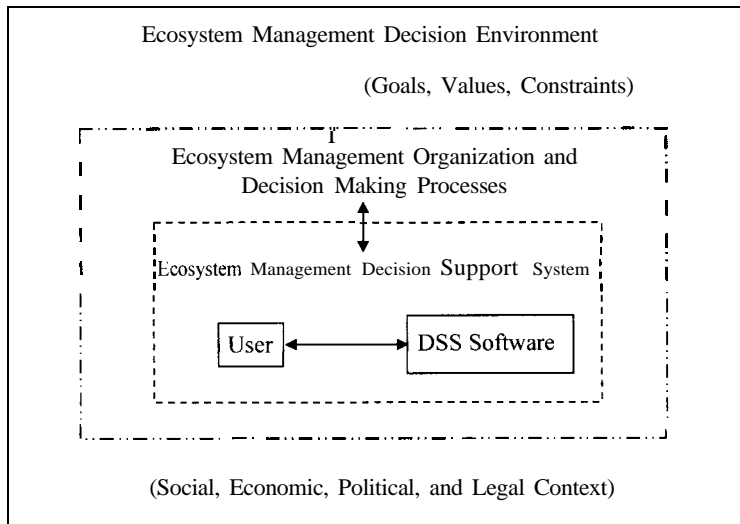 Ecosystem Management Decision Environment
(Goals, Values, Constraints)
Ecosystem Management Organization and
Decision Making Processes
Ecosystem Management Decision Support System
User
DSS Software
(Social, Economic, Political, and Legal Context)